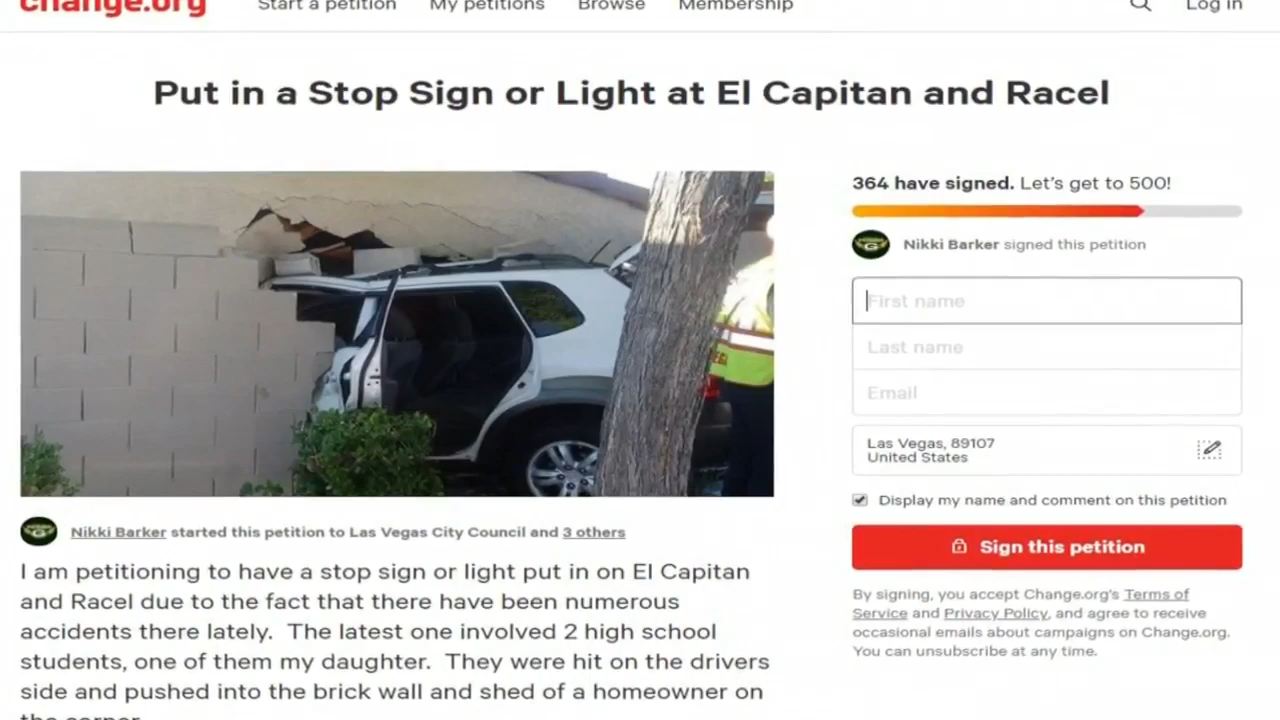 change.org
Start a petition
My petitions
Browse
Membership
Log in
Put in a Stop Sign or Light at El Capitan and Racel
364 have signed. Let's get to 500!
Nikki Barker signed this petition
First name
Last name
Email
Las Vegas, 89107
United States
Display my name and comment on this petition
Sign this petition
By signing, you accept Change.org's Terms of
Service and Privacy Policy, and agree to receive
occasional emails about campaigns on Change.org.
You can unsubscribe at any time.
Nikki Barker started this petition to Las Vegas City Council and 3 others
I am petitioning to have a stop sign or light put in on El Capitan
and Racel due to the fact that there have been numerous
accidents there lately.  The latest one involved 2 high school
students, one of them my daughter.  They were hit on the drivers
side and pushed into the brick wall and shed of a homeowner on
the corner